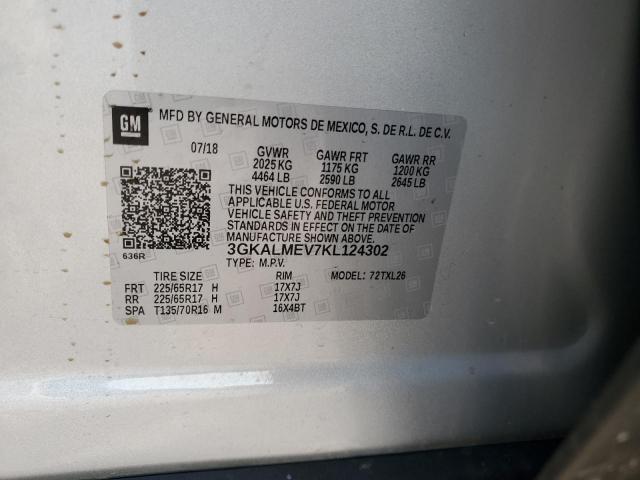 GM MFD BY GENERAL MOTORS DE MEXICO, S. DE R.L. DE C.V.
07/18 GVWR GAWR FRT GAWR RR
2025 KG 1175 KG 1200 KG
4464 LB 2590 LB 2645 LB
THIS VEHICLE CONFORMS TO ALL
APPLICABLE U.S. FEDERAL MOTOR
VEHICLE SAFETY AND THEFT PREVENTION
STANDARDS IN EFFECT ON THE DATE OF
MANUFACTURE SHOWN ABOVE.
636R 3GKALMEV7KL124302
TYPE: M.P.V. MODEL: 72TXL26
TIRE SIZE RIM
FRT 225/65R17 H 17X7J
RR 225/65R17 H 17X7J
SPA T135/70R16 M 16X4BT